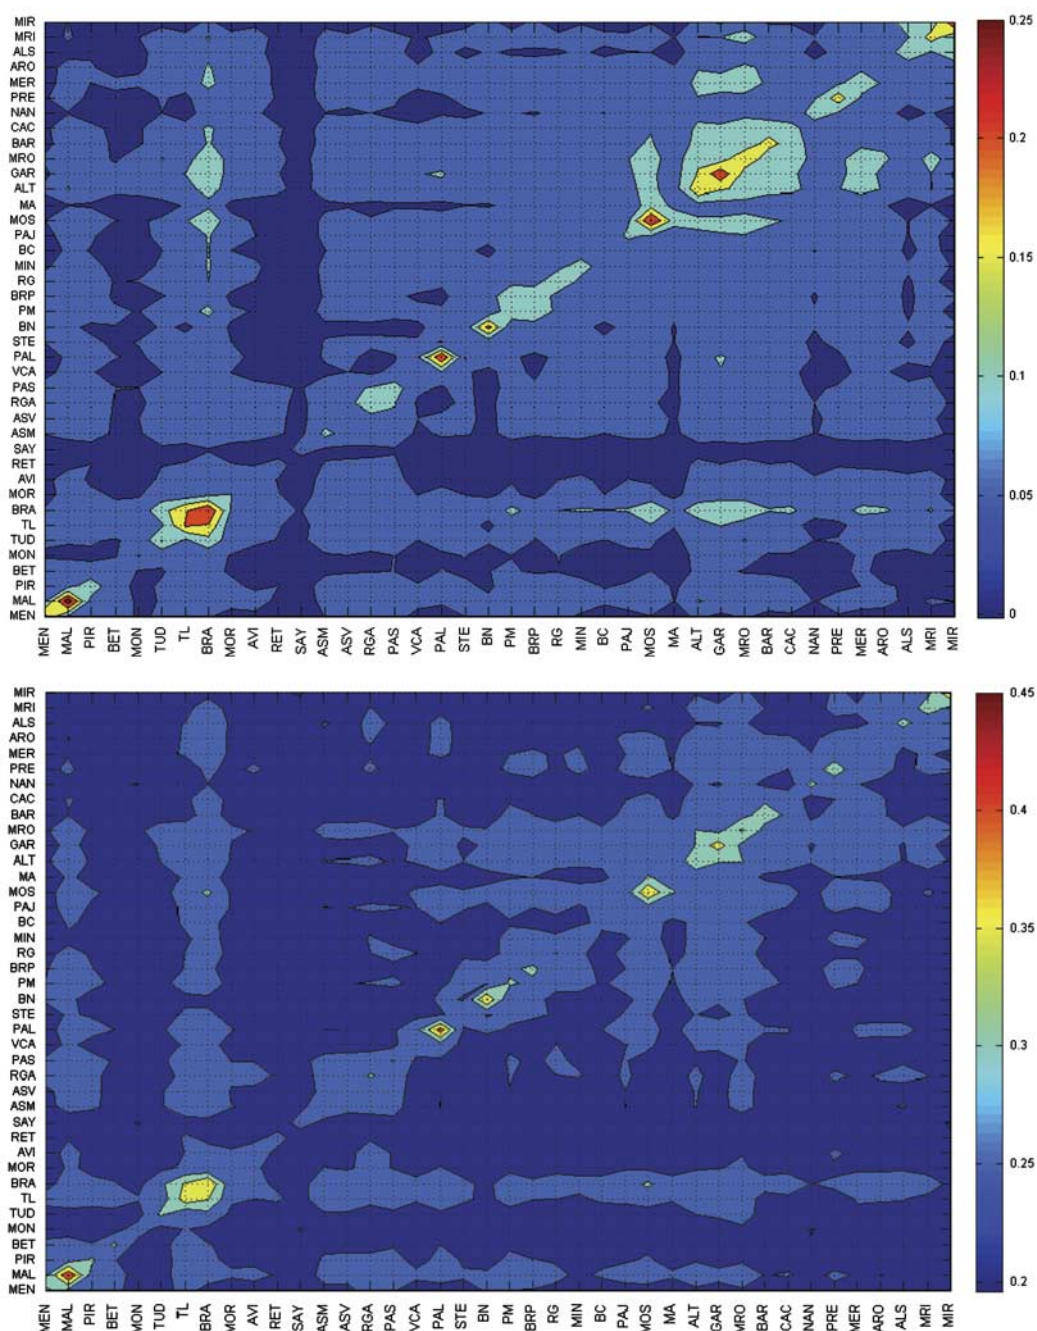 MIR
MRI
ALS
ARO
MER
PRE
NAN
CAC
BAR
MRO
GAR
ALT
MA
MOS
PAJ
BC
MIN
RG
BRP
PM
BN
STE
PAL
VCA
PAS
RGA
ASV
ASM
SAY
RET
AVI
MOR
BRA
TL
TUD
MON
BET
PIR
MAL
MEN
MEN MAL PIR BET MON TUD TL BRA MOR AVI RET SAY ASM ASV RGA PAS VCA PAL STE BN PM BRP RG MIN BC PAJ MOS MA ALT GAR MRO BAR CAC NAN PRE MER ARO ALS MRI MIR
0.25
0.2
0.15
0.1
0.05
0
MIR
MRI
ALS
ARO
MER
PRE
NAN
CAC
BAR
MRO
GAR
ALT
MA
MOS
PAJ
BC
MIN
RG
BRP
PM
BN
STE
PAL
VCA
PAS
RGA
ASV
ASM
SAY
RET
AVI
MOR
BRA
TL
TUD
MON
BET
PIR
MAL
MEN
MEN MAL PIR BET MON TUD TL BRA MOR AVI RET SAY ASM ASV RGA PAS VCA PAL STE BN PM BRP RG MIN BC PAJ MOS MA ALT GAR MRO BAR CAC NAN PRE MER ARO ALS MRI MIR
0.45
0.4
0.35
0.3
0.25
0.2